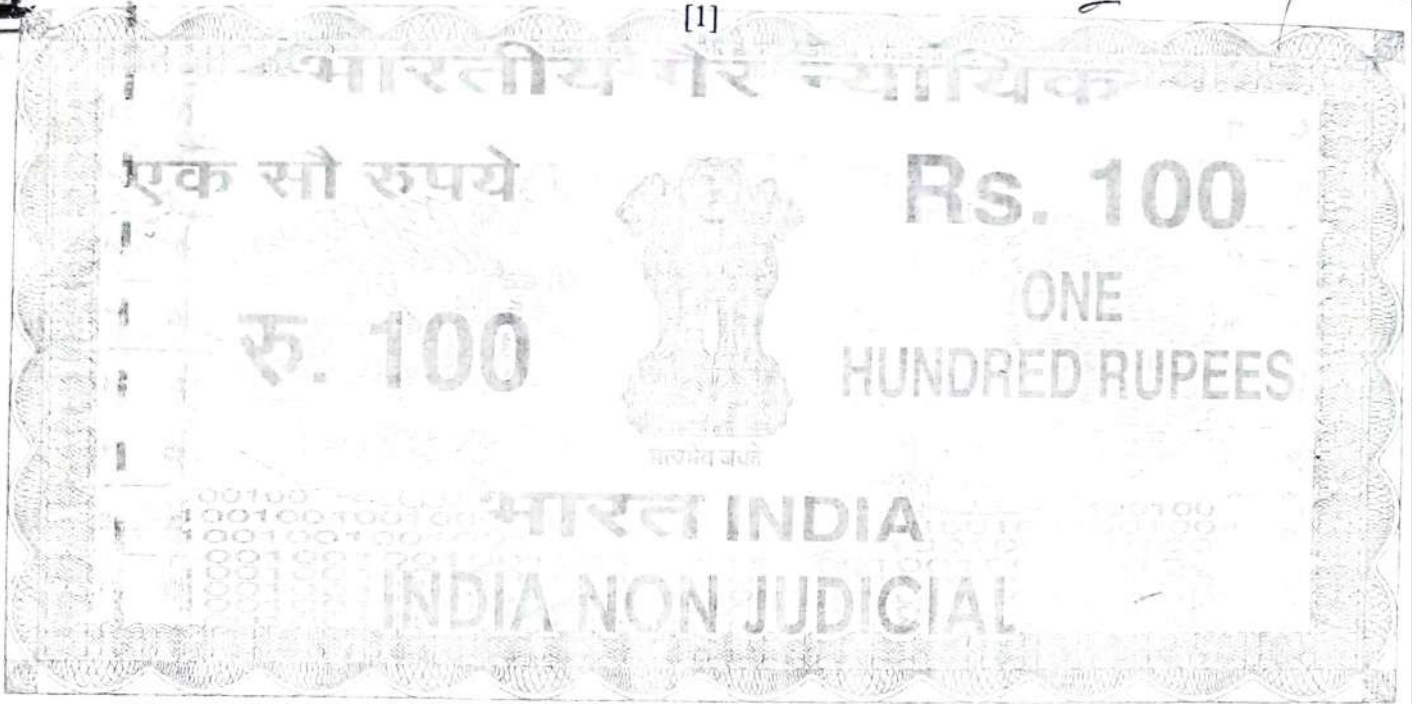 [1]
भारतीय गैर न्यायिक
एक सौ रुपये
Rs. 100
रु. 100
ONE
HUNDRED RUPEES
सत्यमेव जयते
भारत INDIA
INDIA NON JUDICIAL